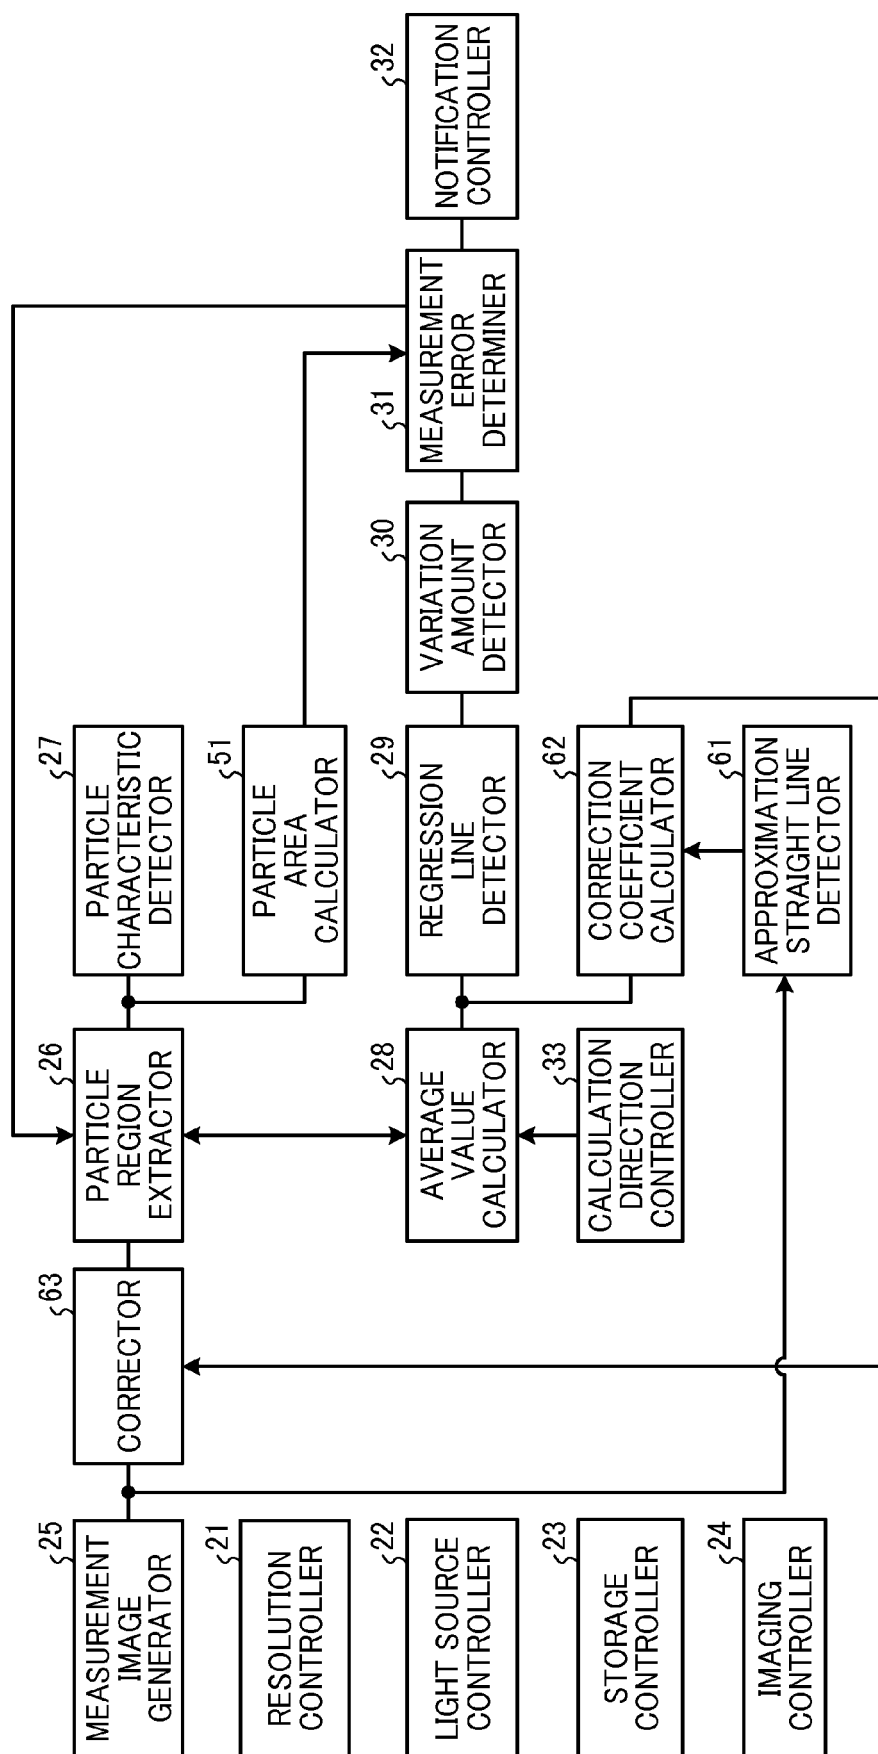 25
MEASUREMENT
IMAGE
GENERATOR
63
CORRECTOR
26
PARTICLE
REGION
EXTRACTOR
27
PARTICLE
CHARACTERISTIC
DETECTOR
21
RESOLUTION
CONTROLLER
51
PARTICLE
AREA
CALCULATOR
22
LIGHT SOURCE
CONTROLLER
28
AVERAGE
VALUE
CALCULATOR
29
REGRESSION
LINE
DETECTOR
30
VARIATION
AMOUNT
DETECTOR
31
MEASUREMENT
ERROR
DETERMINER
32
NOTIFICATION
CONTROLLER
23
STORAGE
CONTROLLER
33
CALCULATION
DIRECTION
CONTROLLER
62
CORRECTION
COEFFICIENT
CALCULATOR
24
IMAGING
CONTROLLER
61
APPROXIMATION
STRAIGHT LINE
DETECTOR